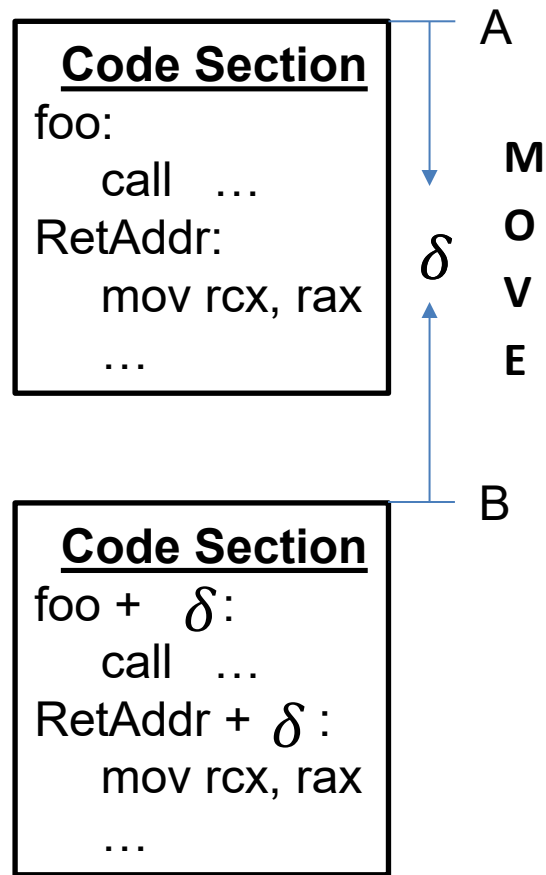 Code Section
foo:
call …
RetAddr:
mov rcx, rax
…
A
M
O
V
E
δ
B
Code Section
foo + δ:
call …
RetAddr + δ :
mov rcx, rax
…